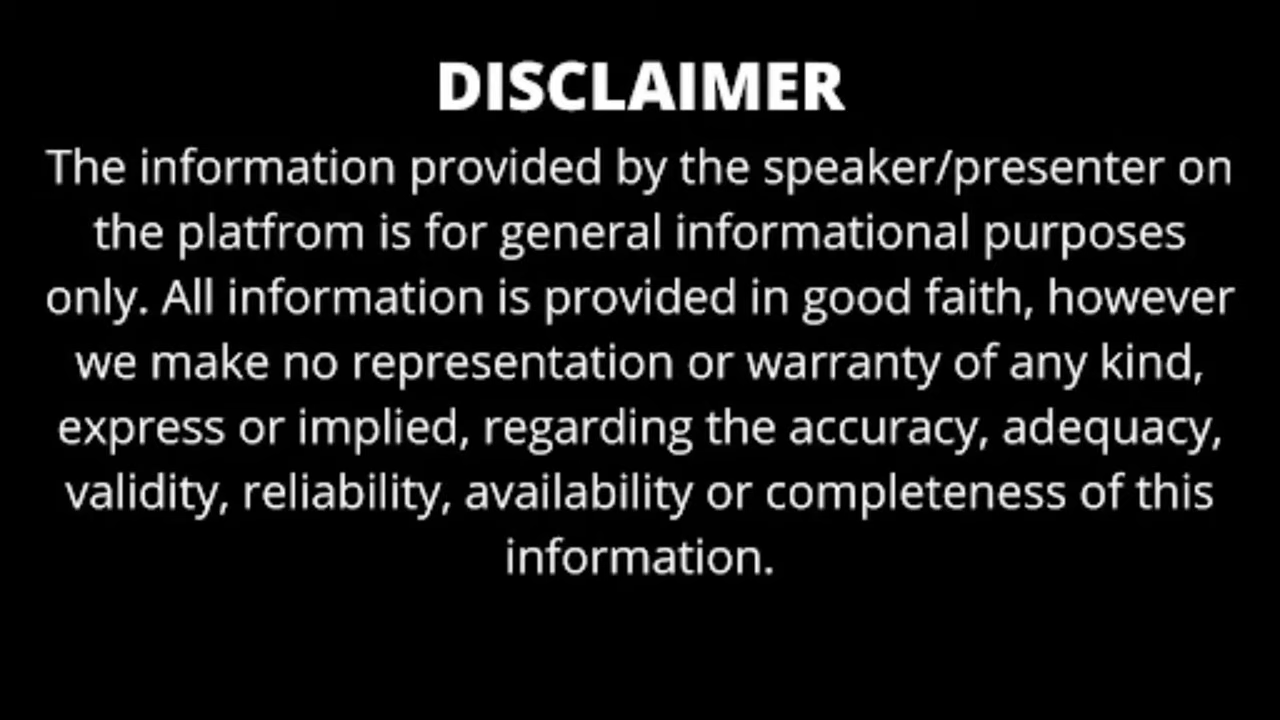 DISCLAIMER
The information provided by the speaker/presenter on
the platfrom is for general informational purposes
only. All information is provided in good faith, however
we make no representation or warranty of any kind,
express or implied, regarding the accuracy, adequacy,
validity, reliability, availability or completeness of this
information.